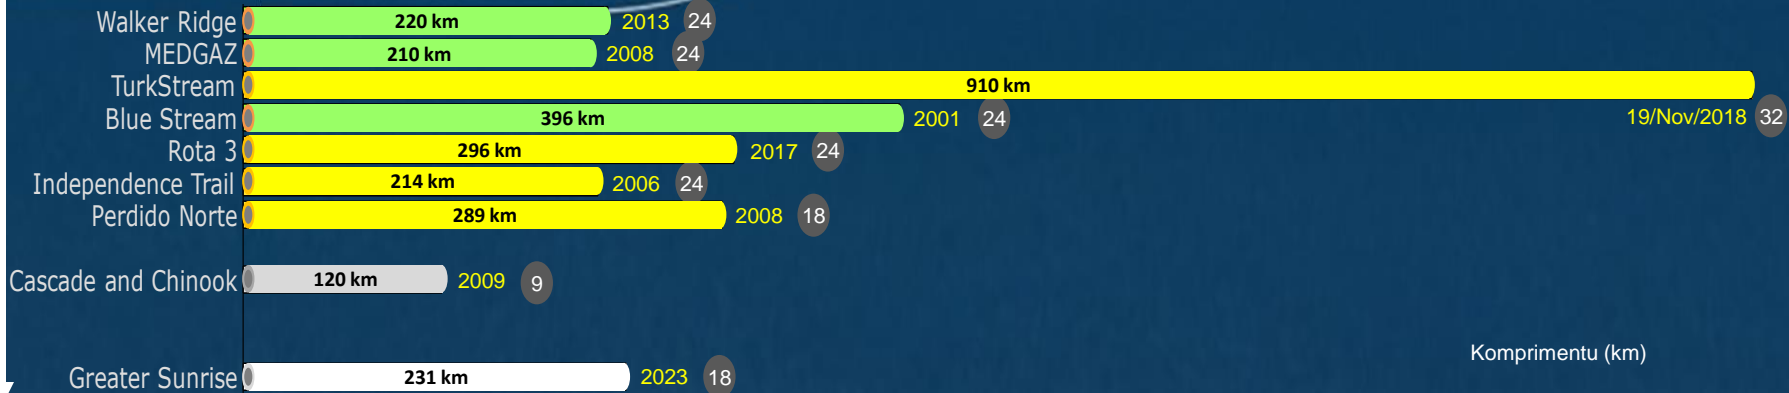 Walker Ridge 220 km 2013 24
MEDGAZ 210 km 2008 24
TurkStream 910 km
Blue Stream 396 km 2001 24 19/Nov/2018 32
Rota 3 296 km 2017 24
Independence Trail 214 km 2006 24
Perdido Norte 289 km 2008 18
Cascade and Chinook 120 km 2009 9
Komprimentu (km)
Greater Sunrise 231 km 2023 18